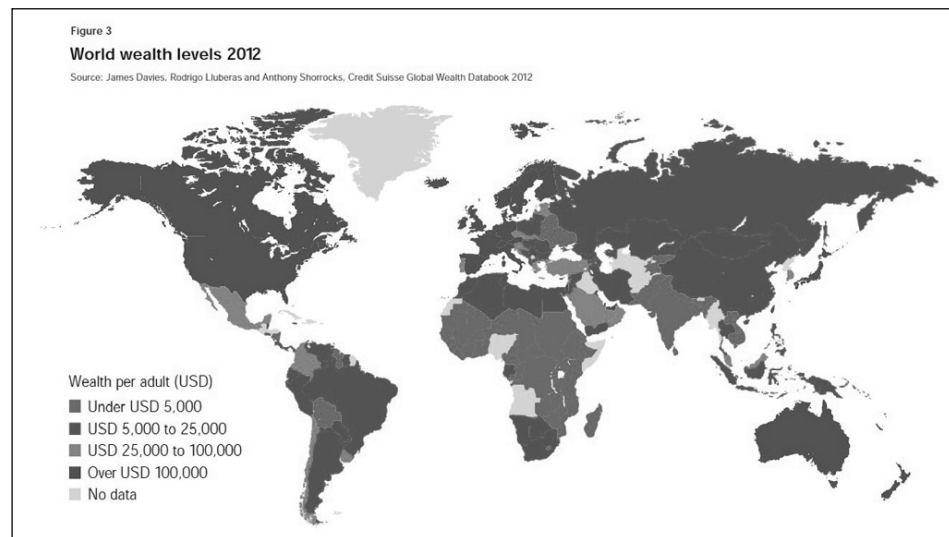 Figure 3
World wealth levels 2012
Source: James Davies, Rodrigo Lluberas and Anthony Shorrocks, Credit Suisse Global Wealth Databook 2012
Wealth per adult (USD)
Under USD 5,000
USD 5,000 to 25,000
USD 25,000 to 100,000
Over USD 100,000
No data